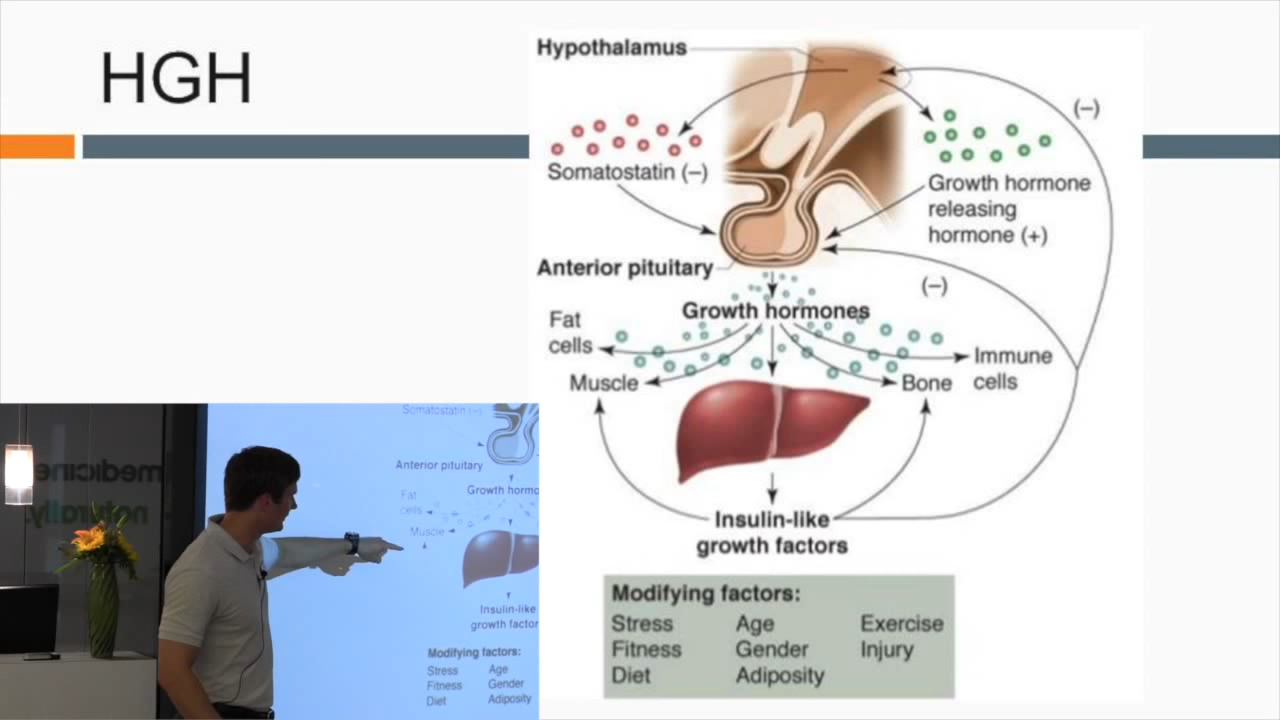 HGH
Hypothalamus
(–)
Somatostatin (–)
Growth hormone
releasing
hormone (+)
Anterior pituitary
(–)
Growth hormones
Fat
cells
Immune
cells
Muscle
Bone
Insulin-like
growth factors
Modifying factors:
Stress Age Exercise
Fitness Gender Injury
Diet Adiposity
medicine
naturally.
Somatostatin (–)
Anterior pituitary
Growth hormo
Fat
cells
Muscle
Insulin-like
growth factor
Modifying factors:
Stress Age
Fitness Gender
Diet Adiposity